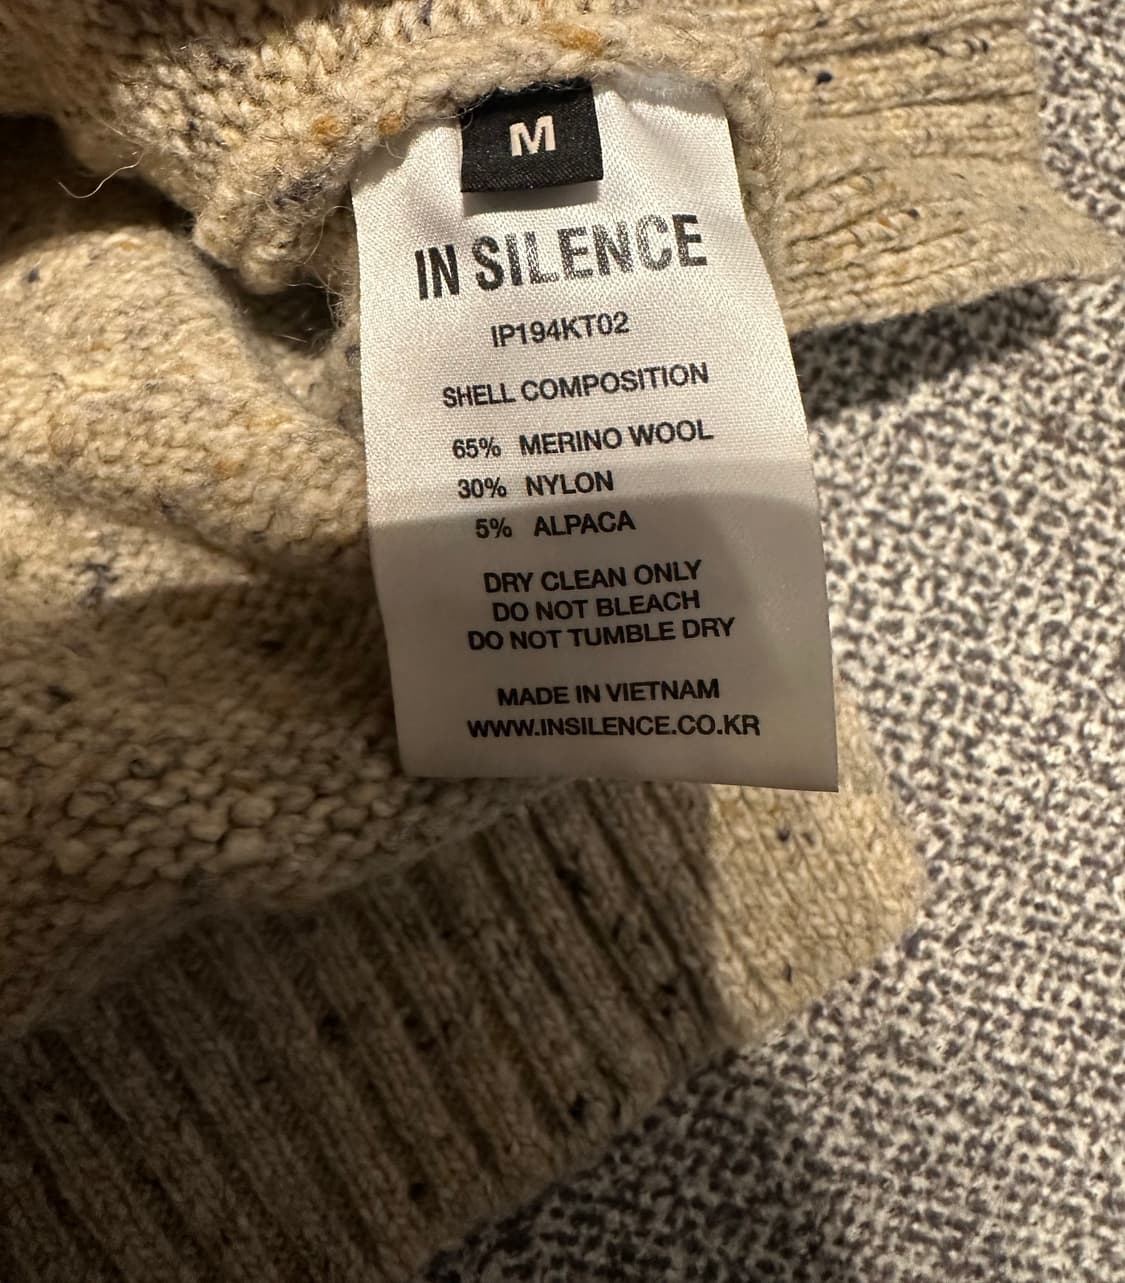 M
IN SILENCE
IP194KT02
SHELL COMPOSITION
65% MERINO WOOL
30% NYLON
5% ALPACA
DRY CLEAN ONLY
DO NOT BLEACH
DO NOT TUMBLE DRY
MADE IN VIETNAM
WWW.INSILENCE.CO.KR